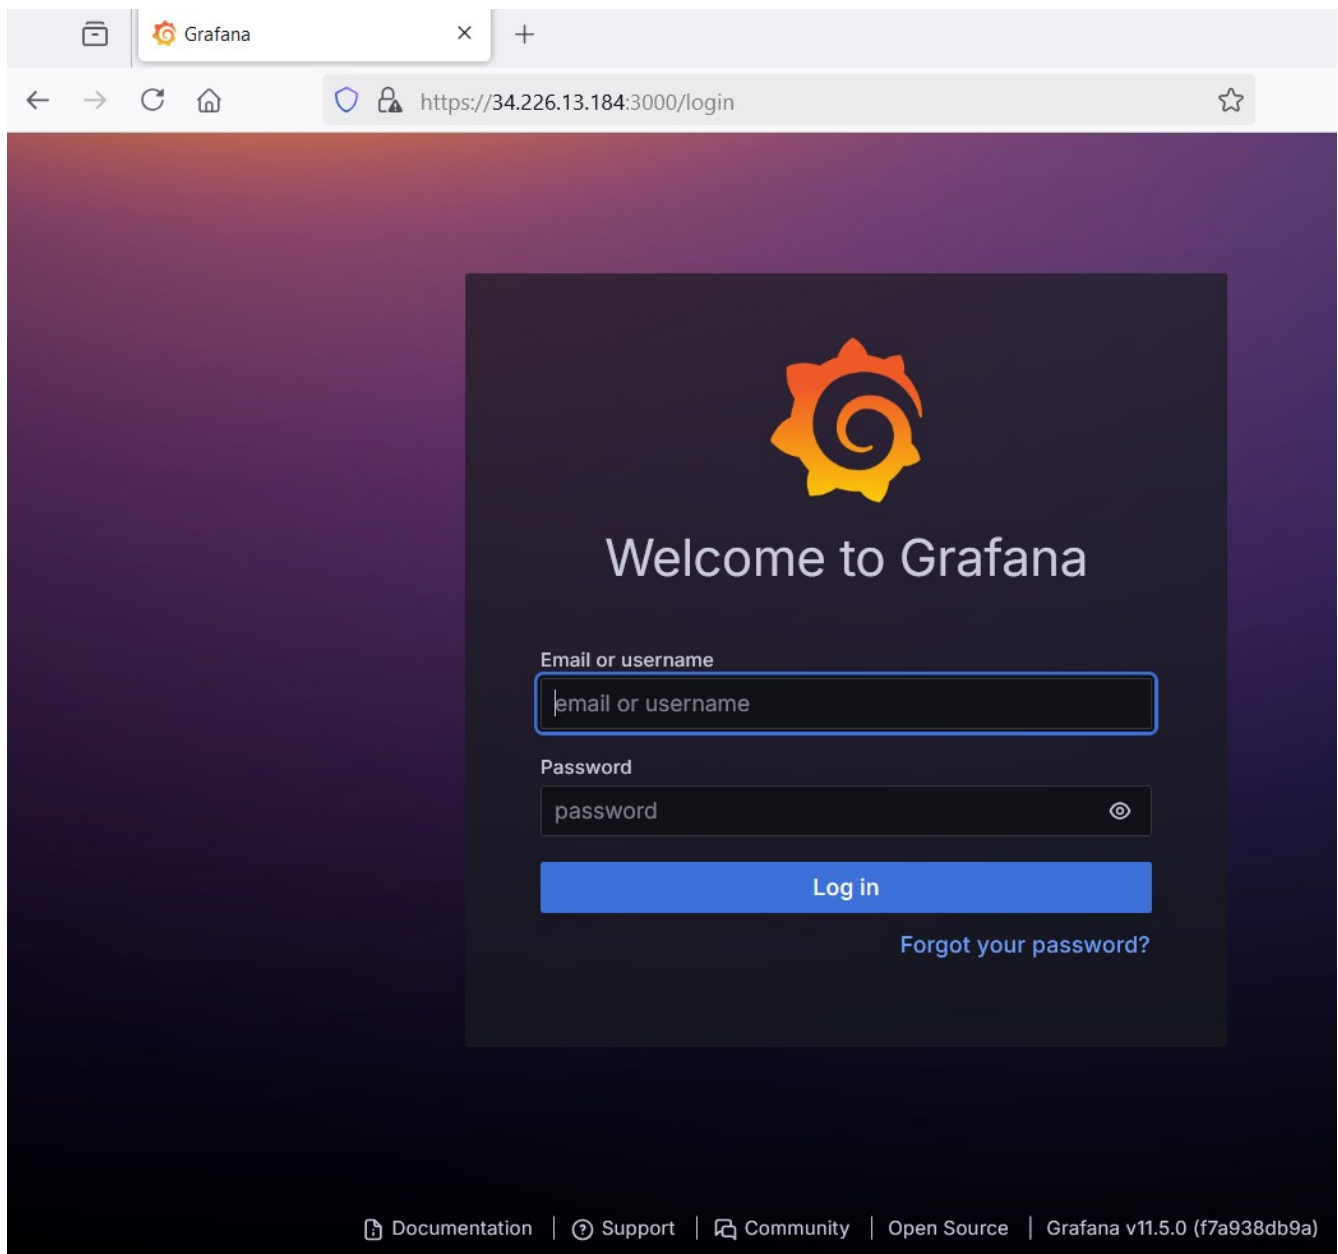 Grafana
https://34.226.13.184:3000/login
Welcome to Grafana
Email or username
email or username
Password
password
Log in
Forgot your password?
Documentation | Support | Community | Open Source | Grafana v11.5.0 (f7a938db9a)